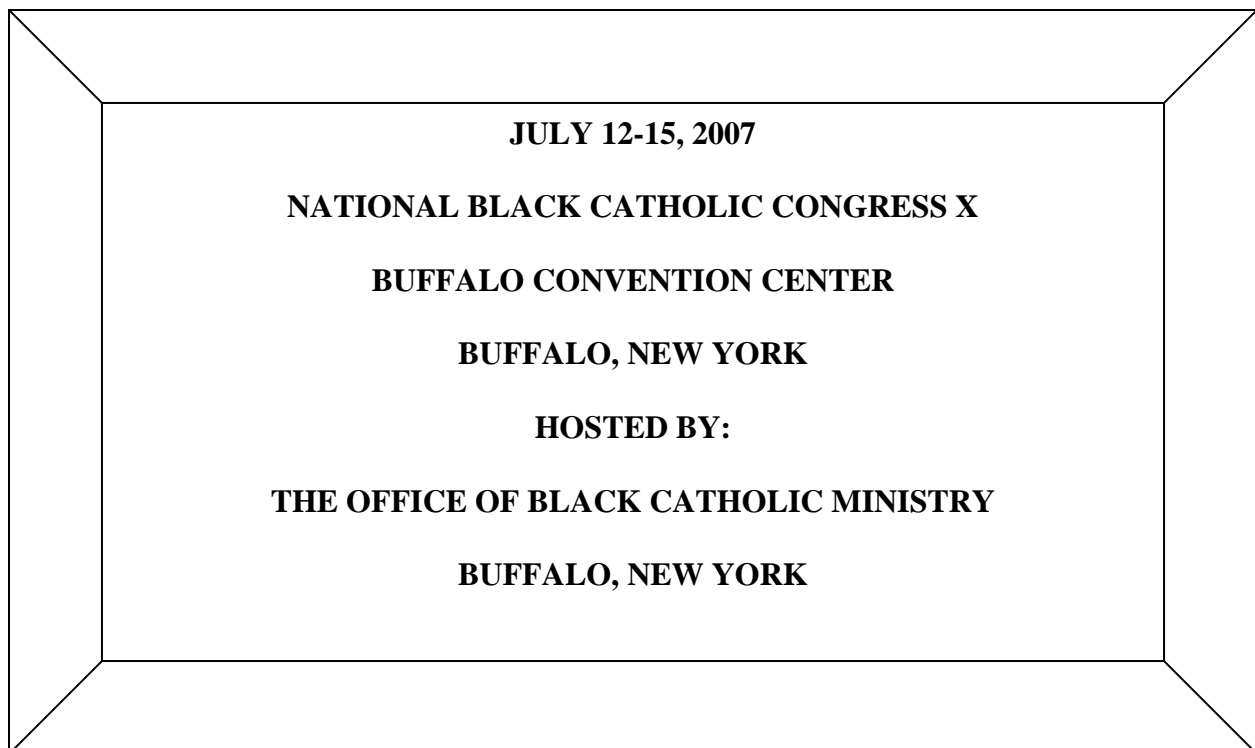 JULY 12-15, 2007
NATIONAL BLACK CATHOLIC CONGRESS X
BUFFALO CONVENTION CENTER
BUFFALO, NEW YORK
HOSTED BY:
THE OFFICE OF BLACK CATHOLIC MINISTRY
BUFFALO, NEW YORK